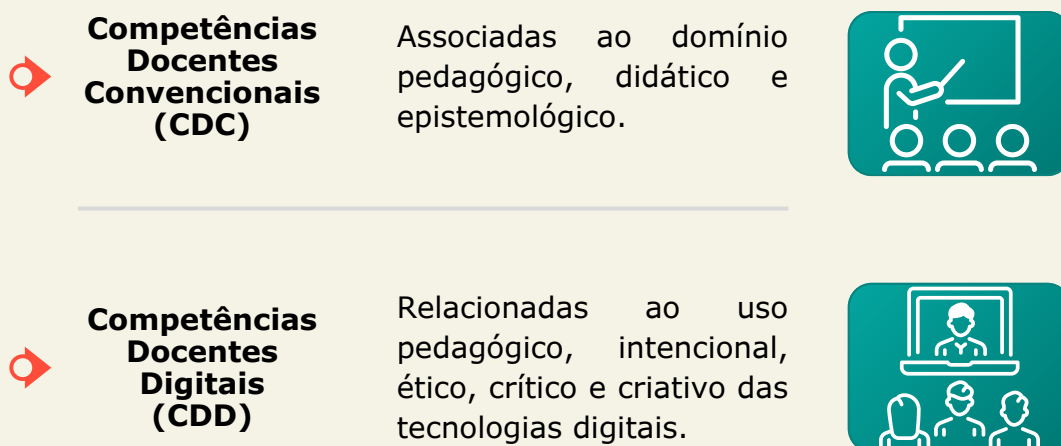 Competências
Docentes
Convencionais
(CDC)
Associadas ao domínio
pedagógico, didático e
epistemológico.
Competências
Docentes
Digitais
(CDD)
Relacionadas ao uso
pedagógico, intencional,
ético, crítico e criativo das
tecnologias digitais.